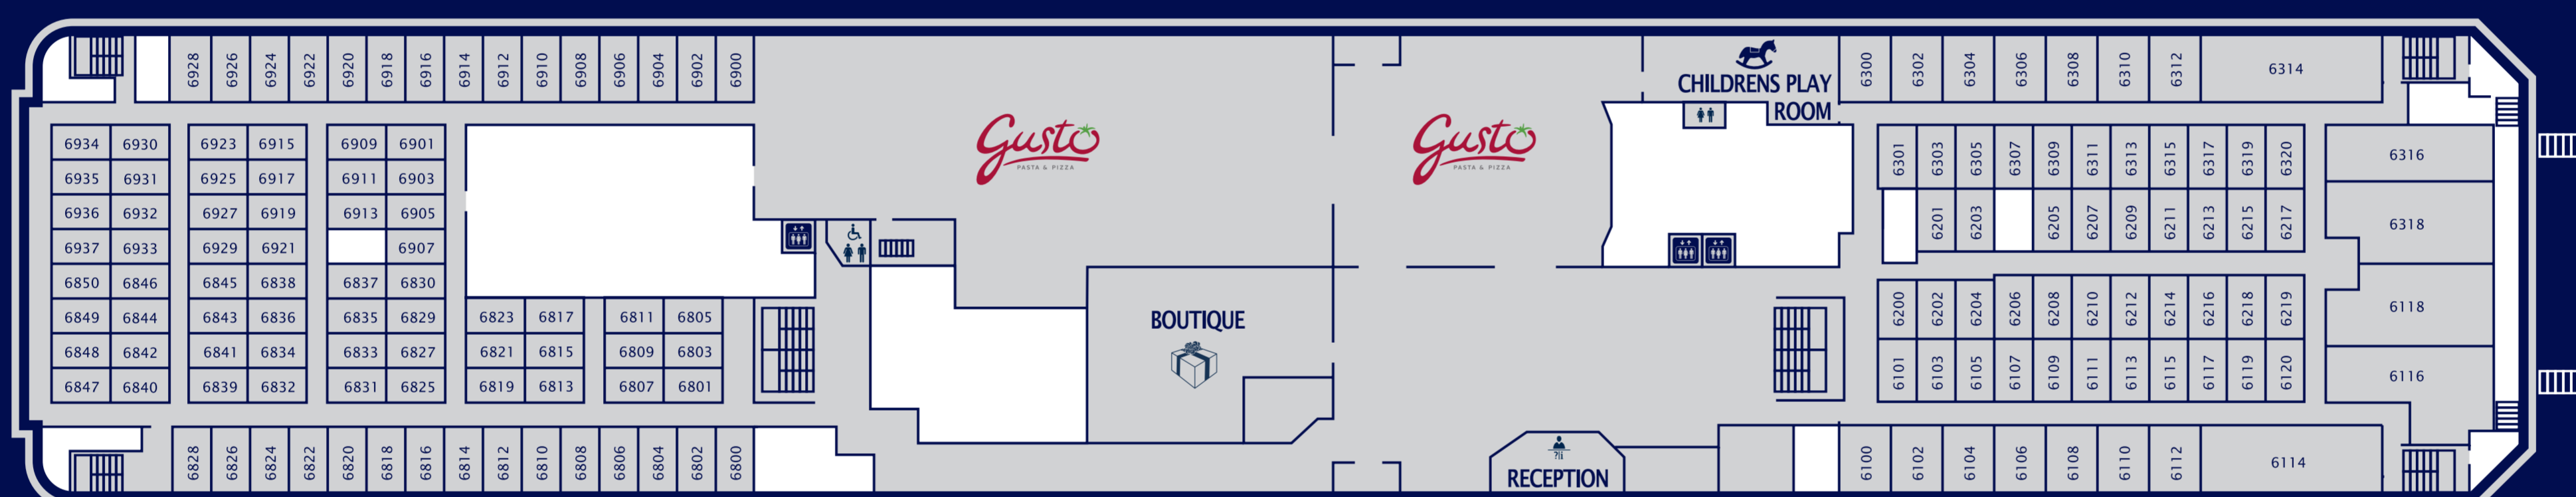 6928 6926 6924 6922 6920 6918 6916 6914 6912 6910 6908 6906 6904 6902 6900
CHILDRENS PLAY
ROOM
6300 6302 6304 6306 6308 6310 6312 6314
Gusto
PASTA & PIZZA
Gusto
PASTA & PIZZA
6934 6930 6923 6915 6909 6901
6935 6931 6925 6917 6911 6903
6936 6932 6927 6919 6913 6905
6937 6933 6929 6921 6907
6850 6846 6845 6838 6837 6830
6849 6844 6843 6836 6835 6829 6823 6817 6811 6805
6848 6842 6841 6834 6833 6827 6821 6815 6809 6803
6847 6840 6839 6832 6831 6825 6819 6813 6807 6801
BOUTIQUE
6301 6303 6305 6307 6309 6311 6313 6315 6317 6319 6320
6316
6201 6203 6205 6207 6209 6211 6213 6215 6217
6318
6200 6202 6204 6206 6208 6210 6212 6214 6216 6218 6219
6118
6101 6103 6105 6107 6109 6111 6113 6115 6117 6119 6120
6116
6828 6826 6824 6822 6820 6818 6816 6814 6812 6810 6808 6806 6804 6802 6800
RECEPTION
6100 6102 6104 6106 6108 6110 6112 6114